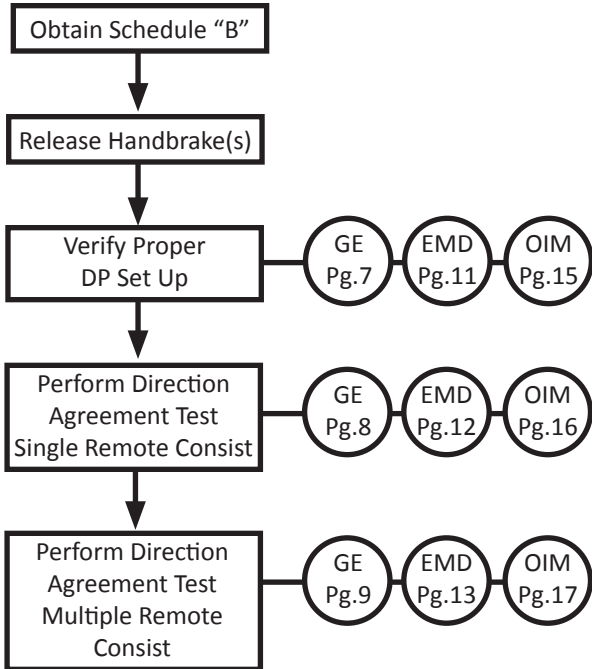 Obtain Schedule “B”
Release Handbrake(s)
Verify Proper
DP Set Up
GE
Pg.7
EMD
Pg.11
OIM
Pg.15
Perform Direction
Agreement Test
Single Remote Consist
GE
Pg.8
EMD
Pg.12
OIM
Pg.16
Perform Direction
Agreement Test
Multiple Remote
Consist
GE
Pg.9
EMD
Pg.13
OIM
Pg.17